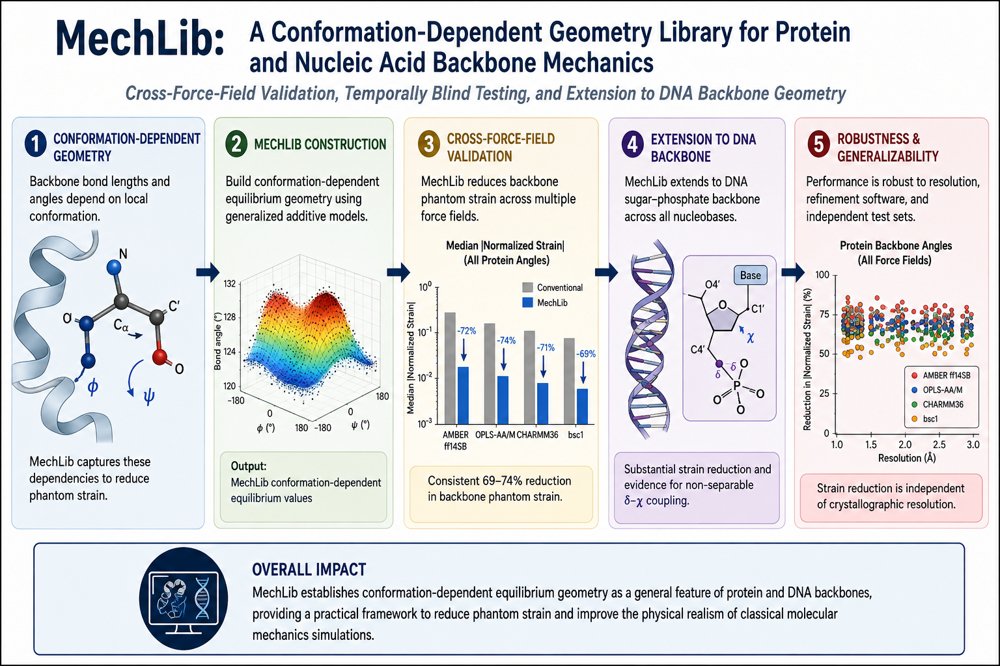 MechLib:
A Conformation-Dependent Geometry Library for Protein
and Nucleic Acid Backbone Mechanics
Cross-Force-Field Validation, Temporally Blind Testing, and Extension to DNA Backbone Geometry
1
CONFORMATION-DEPENDENT
GEOMETRY
Backbone bond lengths and
angles depend on local
conformation.
N
C′
Cα
O
ϕ
ψ
MechLib captures these
dependencies to reduce
phantom strain.
2
MECHLIB CONSTRUCTION
Build conformation-dependent
equilibrium geometry using
generalized additive models.
Bond angle (°)
132
128
124
120
-180
0
180
ϕ (°)
-180
0
180
ψ (°)
Output:
MechLib conformation-dependent
equilibrium values
3
CROSS-FORCE-FIELD
VALIDATION
MechLib reduces backbone
phantom strain across multiple
force fields.
Median |Normalized Strain|
(All Protein Angles)
Conventional
MechLib
Median |Normalized Strain|
10⁰
10⁻¹
10⁻²
10⁻³
-72%
-74%
-71%
-69%
AMBER
ff14SB
OPLS-AA/M
CHARMM36
bsc1
Consistent 69–74% reduction
in backbone phantom strain.
4
EXTENSION TO DNA
BACKBONE
MechLib extends to DNA
sugar–phosphate backbone
across all nucleobases.
Base
O4′
O
C1′
χ
C4′
δ
δ
O
P
O
O
O
Substantial strain reduction and
evidence for non-separable
δ–χ coupling.
5
ROBUSTNESS &
GENERALIZABILITY
Performance is robust to resolution,
refinement software, and
independent test sets.
Protein Backbone Angles
(All Force Fields)
Reduction in |Normalized Strain| (%)
100
75
50
25
0
AMBER ff14SB
OPLS-AA/M
CHARMM36
bsc1
1.0
1.5
2.0
2.5
3.0
Resolution (Å)
Strain reduction is independent
of crystallographic resolution.
OVERALL IMPACT
MechLib establishes conformation-dependent equilibrium geometry as a general feature of protein and DNA backbones,
providing a practical framework to reduce phantom strain and improve the physical realism of classical molecular
mechanics simulations.